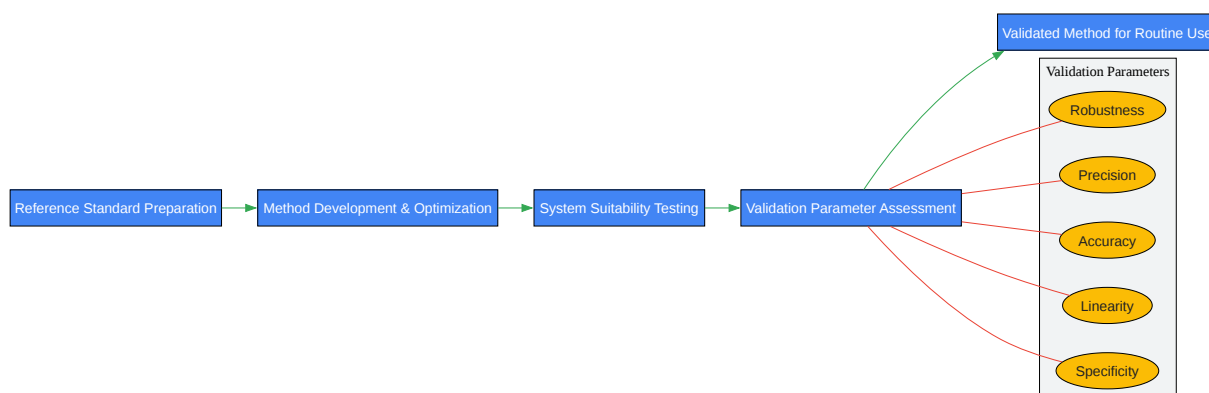 Validated Method for Routine Use
Validation Parameters
Robustness
Precision
Reference Standard Preparation
Method Development & Optimization
System Suitability Testing
Validation Parameter Assessment
Accuracy
Linearity
Specificity